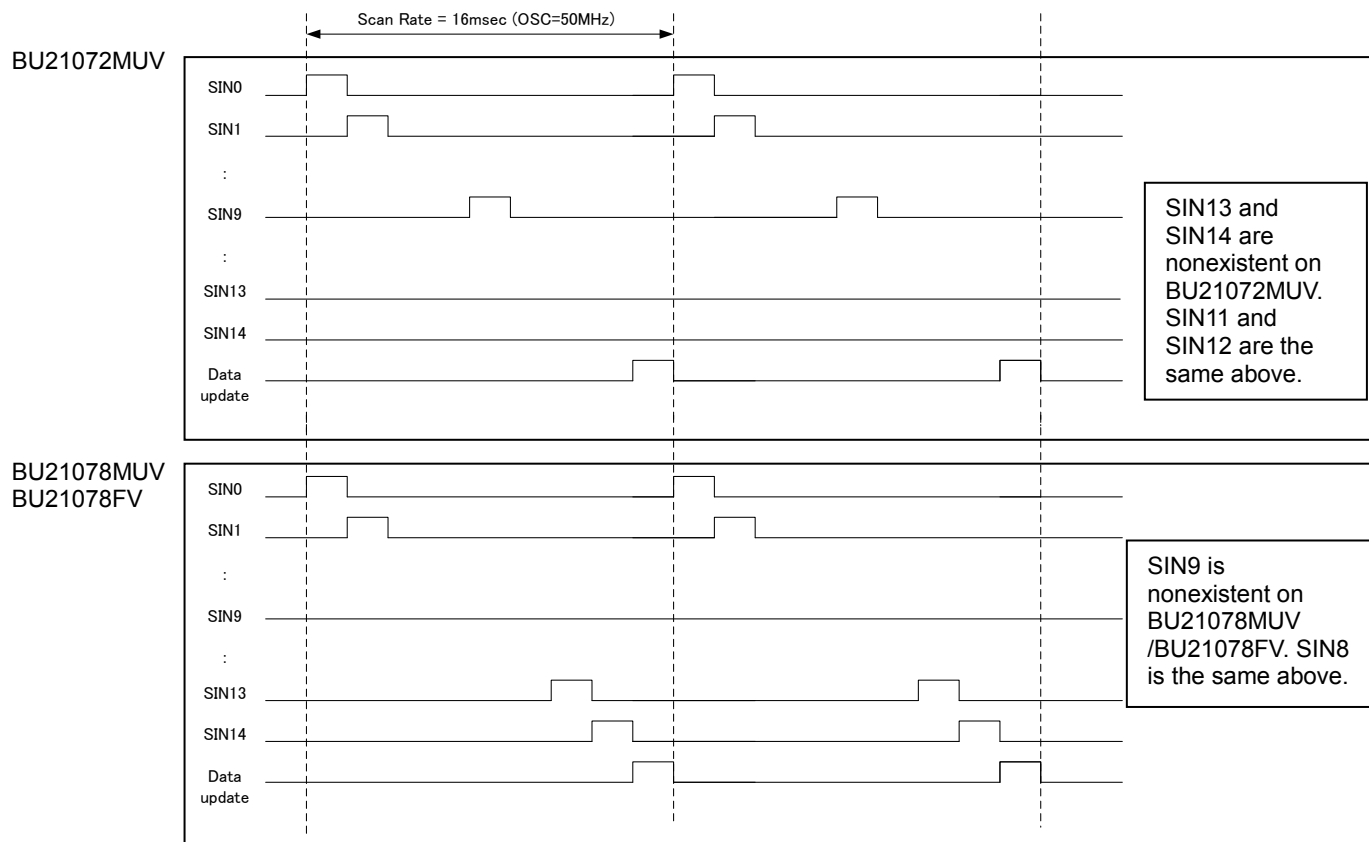 Scan Rate = 16msec (OSC=50MHz)
BU21072MUV
SIN0
SIN1
:
SIN9
:
SIN13
SIN14
Data
update
SIN13 and
SIN14 are
nonexistent on
BU21072MUV.
SIN11 and
SIN12 are the
same above.
BU21078MUV
BU21078FV
SIN0
SIN1
:
SIN9
:
SIN13
SIN14
Data
update
SIN9 is
nonexistent on
BU21078MUV
/BU21078FV. SIN8
is the same above.